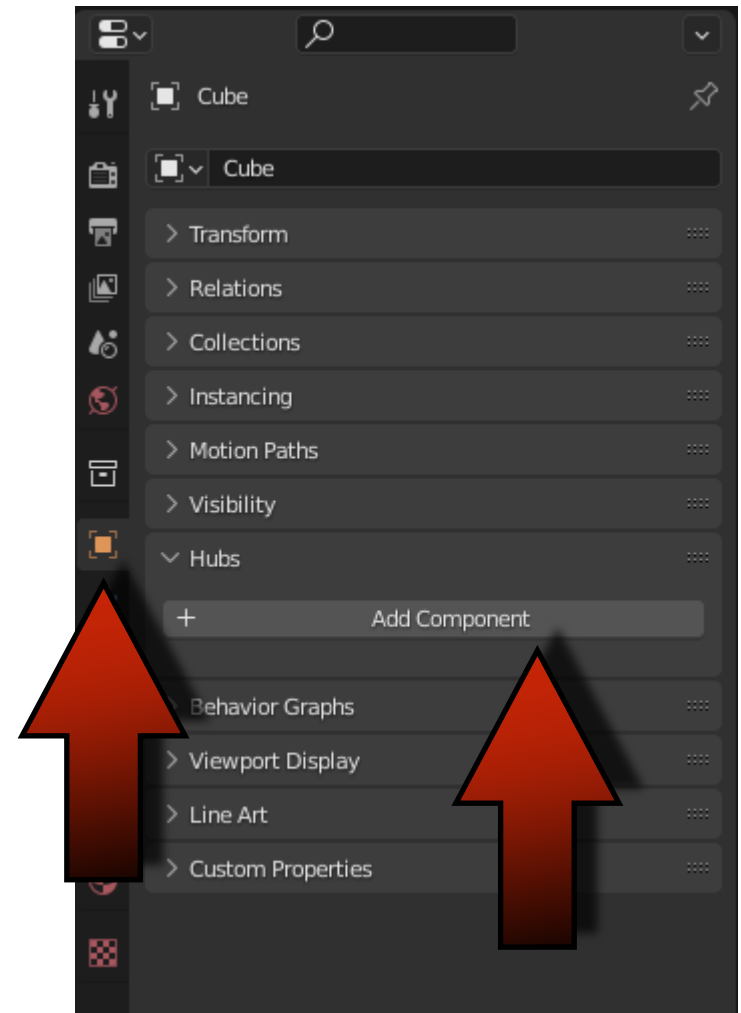 Cube
Cube
Transform
Relations
Collections
Instancing
Motion Paths
Visibility
Hubs
Add Component
Behavior Graphs
Viewport Display
Line Art
Custom Properties